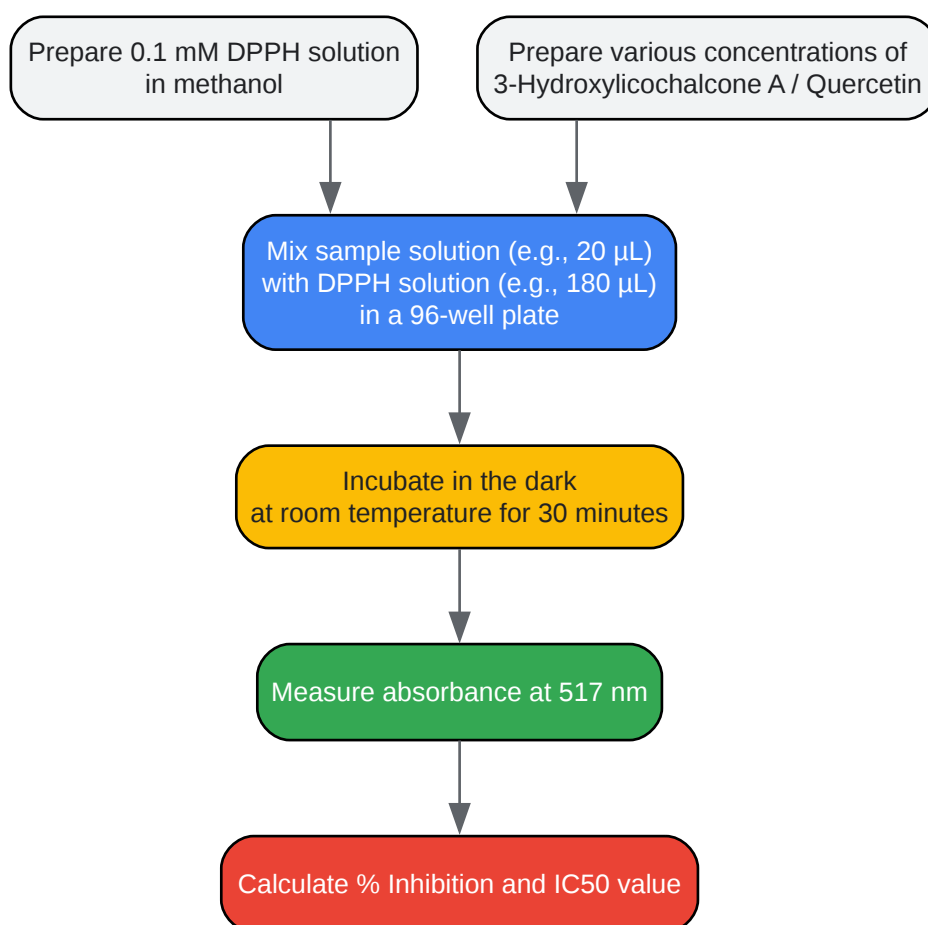 Prepare 0.1 mM DPPH solution
in methanol
Prepare various concentrations of
3-Hydroxylicochalcone A / Quercetin
Mix sample solution (e.g., 20 µL)
with DPPH solution (e.g., 180 µL)
in a 96-well plate
Incubate in the dark
at room temperature for 30 minutes
Measure absorbance at 517 nm
Calculate % Inhibition and IC50 value